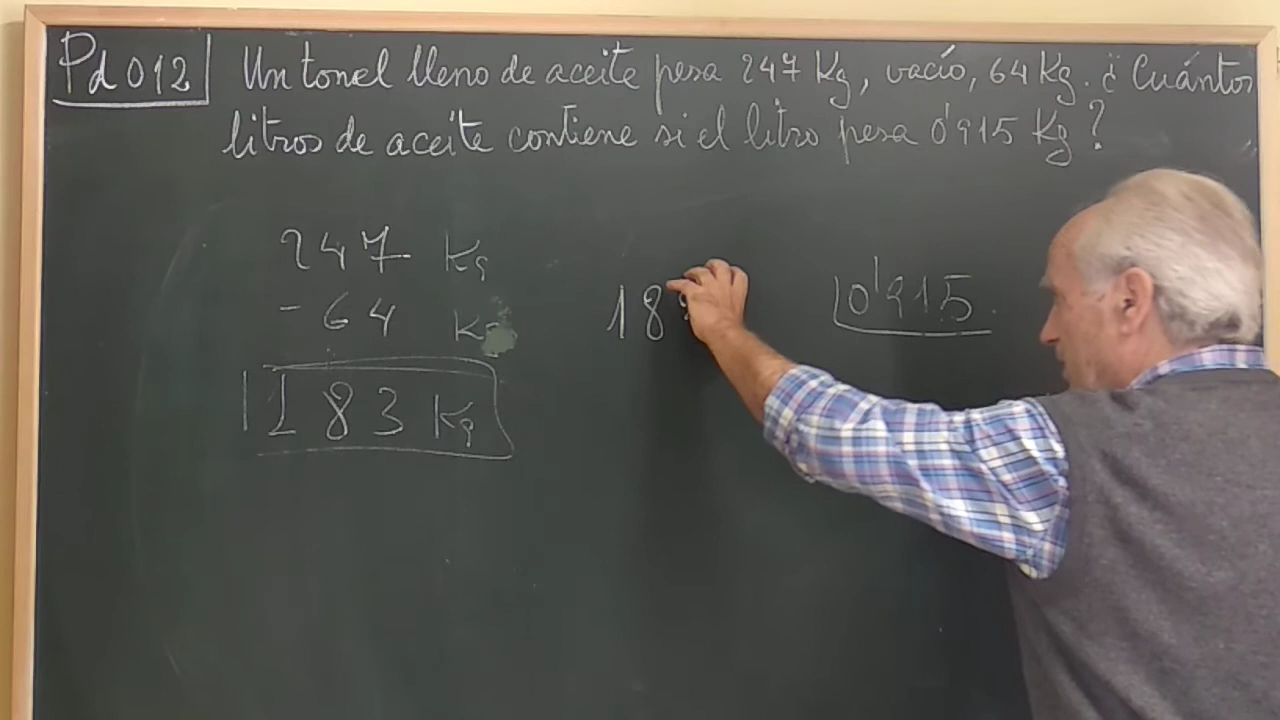 Pd 012 Un tonel lleno de aceite pesa 247 Kg, vacío, 64 Kg. ¿Cuántos
litros de aceite contiene si el litro pesa 0'915 Kg?
247 Kg
- 64 Kg
183 Kg
18 0'915